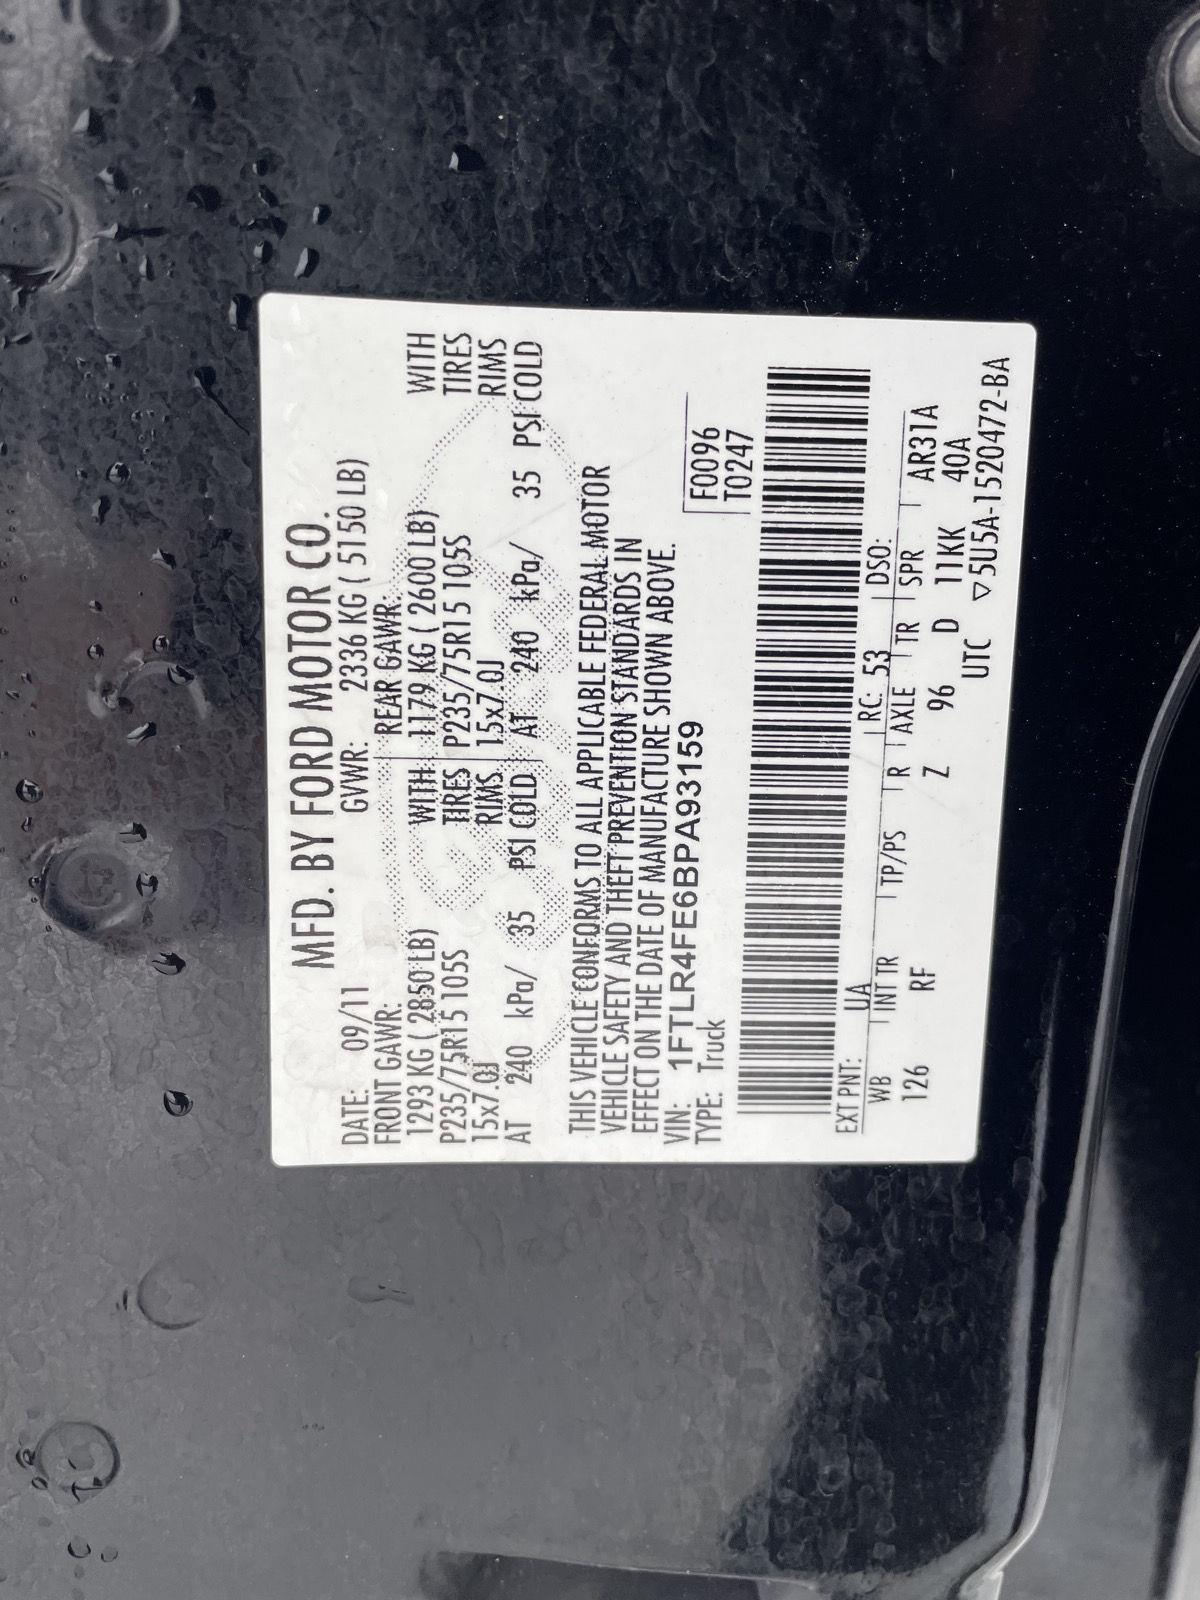 MFD. BY FORD MOTOR CO.
DATE: 09/11 GVWR: 2336 KG ( 5150 LB)
FRONT GAWR: REAR GAWR:
1293 KG ( 2850 LB) WITH 1179 KG ( 2600 LB) WITH
P235/75R15 105S TIRES P235/75R15 105S TIRES
15x7.0J RIMS 15x7.0J RIMS
AT 240 kPa/ 35 PSI COLD AT 240 kPa/ 35 PSI COLD
THIS VEHICLE CONFORMS TO ALL APPLICABLE FEDERAL MOTOR
VEHICLE SAFETY AND THEFT PREVENTION STANDARDS IN
EFFECT ON THE DATE OF MANUFACTURE SHOWN ABOVE.
VIN: 1FTLR4FE6BPA93159 F0096
TYPE: Truck T0247
EXT PNT: UA RC: 53 DSO:
WB INT TR TP/PS R AXLE TR SPR AR31A
126 RF Z 96 D 11KK 40A
UTC ▽5U5A-1520472-BA